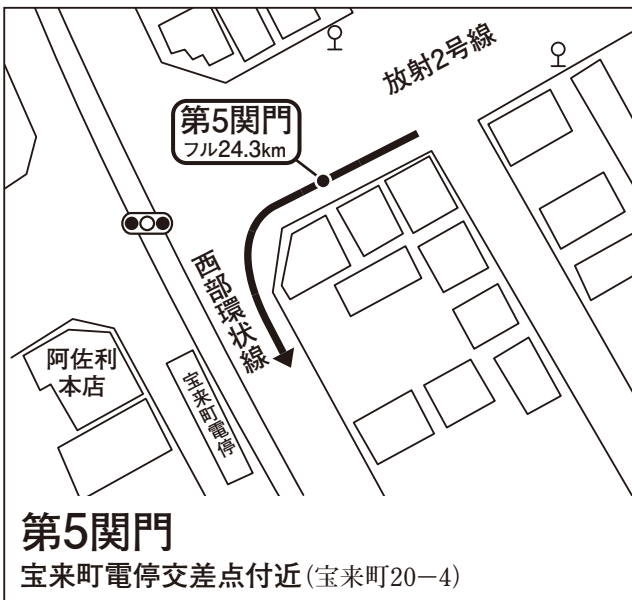 放射2号線
第5関門
フル24.3km
西部環状線
阿佐利
本店
宝来町電停
第5関門
宝来町電停交差点付近(宝来町20−4)